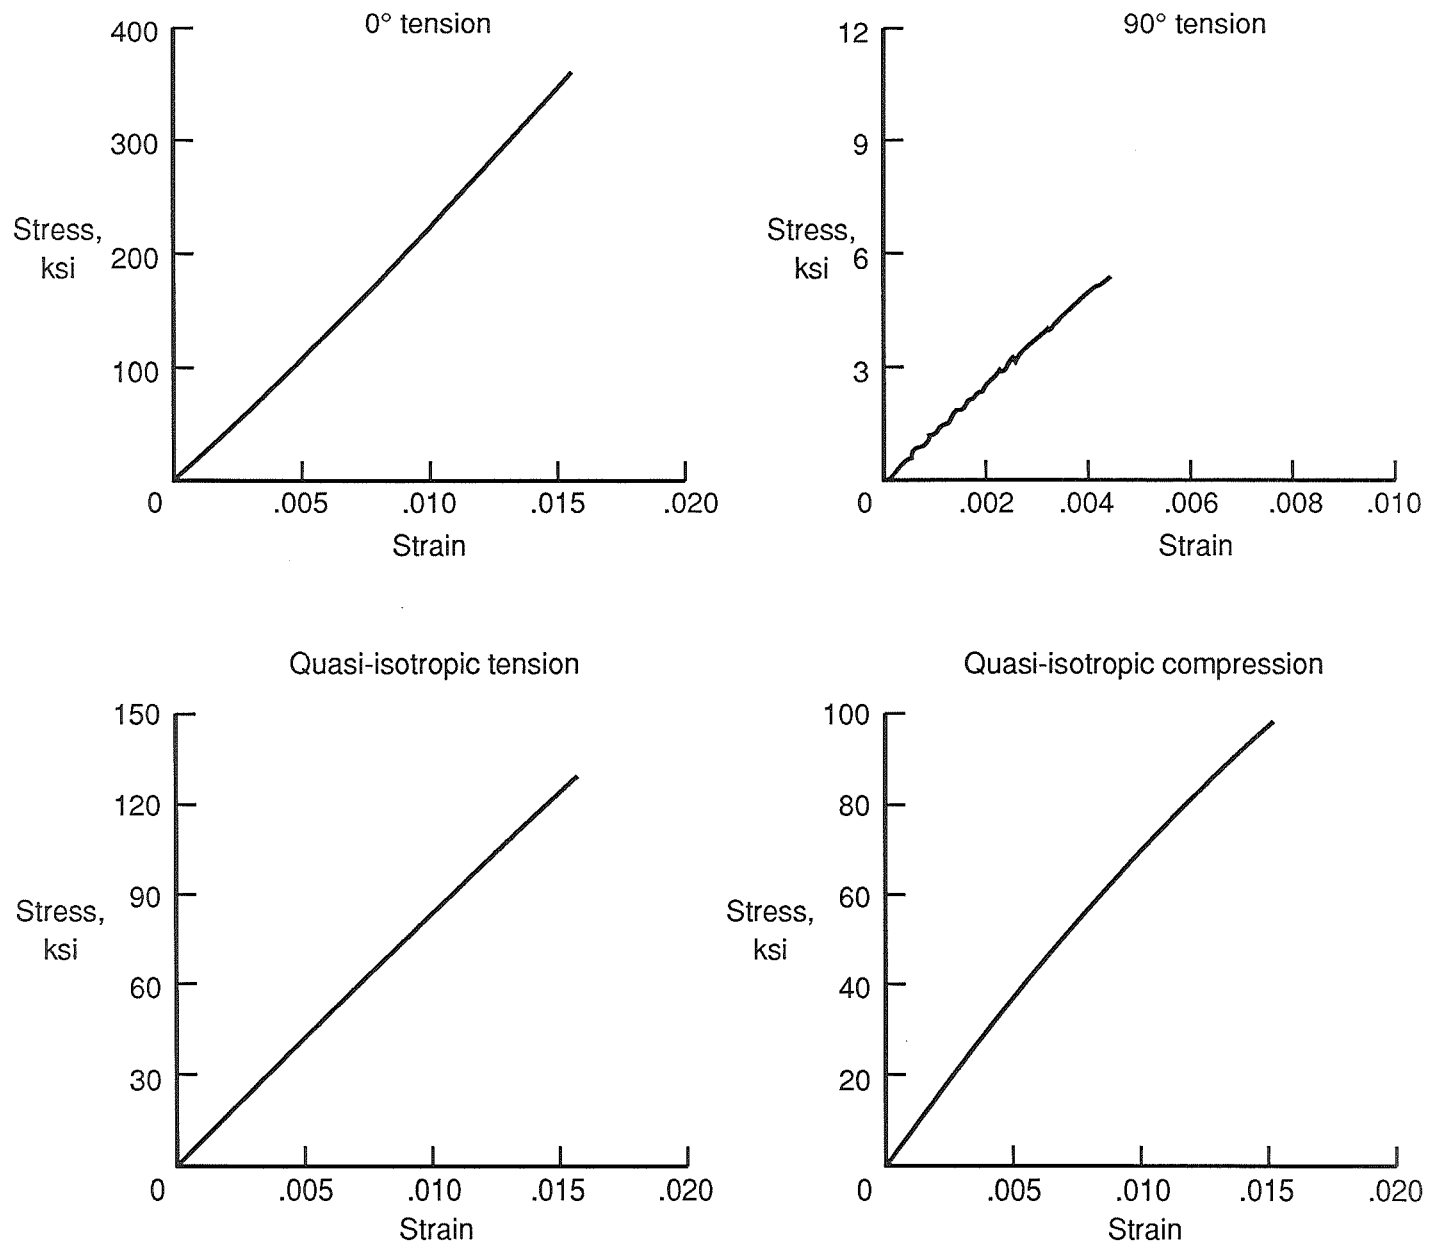 0° tension
400
300
200
100
0
.005
.010
.015
.020
Stress,
ksi
Strain
90° tension
12
9
6
3
0
.002
.004
.006
.008
.010
Stress,
ksi
Strain
Quasi-isotropic tension
150
120
90
60
30
0
.005
.010
.015
.020
Stress,
ksi
Strain
Quasi-isotropic compression
100
80
60
40
20
0
.005
.010
.015
.020
Stress,
ksi
Strain